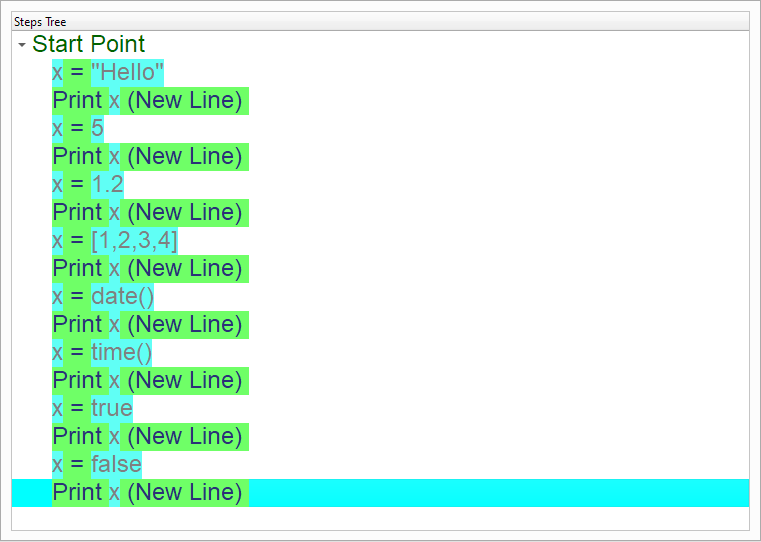 Steps Tree
Start Point
x = "Hello"
Print x (New Line)
x = 5
Print x (New Line)
x = 1.2
Print x (New Line)
x = [1,2,3,4]
Print x (New Line)
x = date()
Print x (New Line)
x = time()
Print x (New Line)
x = true
Print x (New Line)
x = false
Print x (New Line)